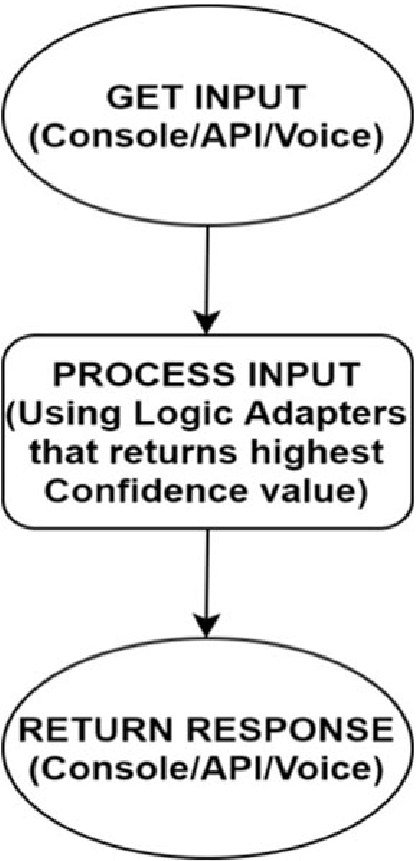 GET INPUT
(Console/API/Voice)
PROCESS INPUT
(Using Logic Adapters
that returns highest
Confidence value)
RETURN RESPONSE
(Console/API/Voice)